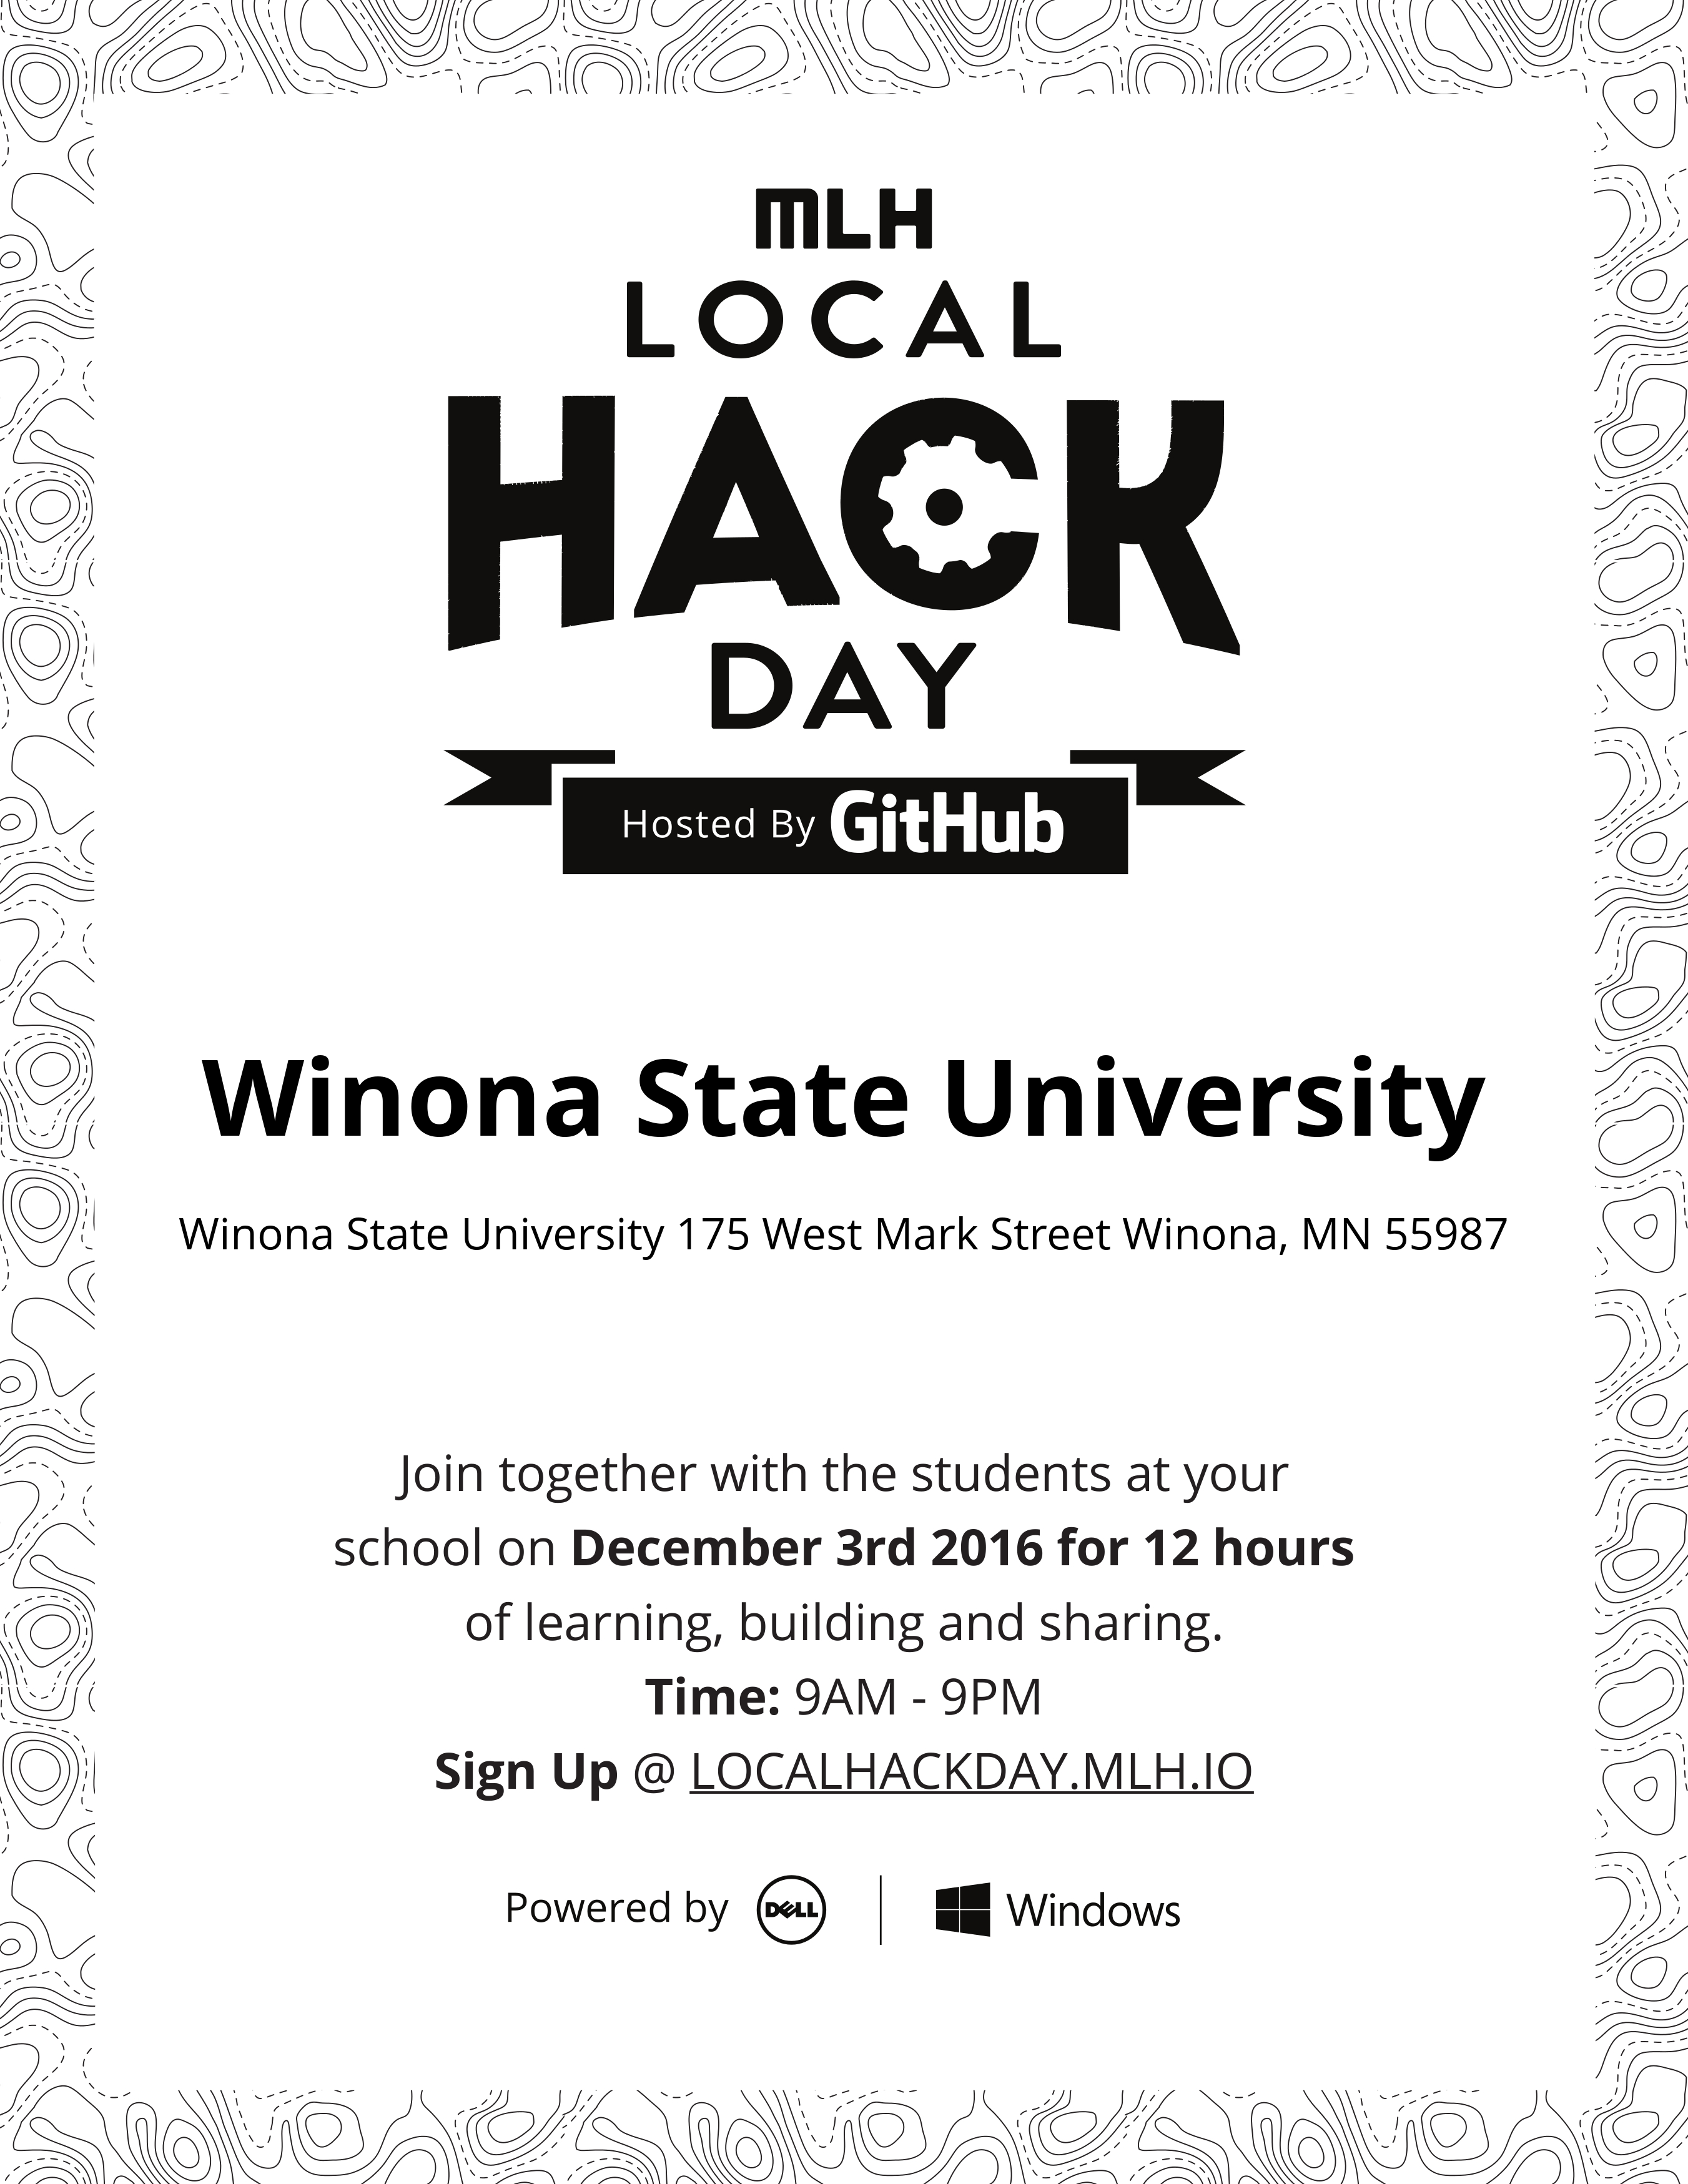 MLH
LOCAL
HACK
DAY
Hosted By GitHub
Winona State University
Winona State University 175 West Mark Street Winona, MN 55987
Join together with the students at your
school on December 3rd 2016 for 12 hours
of learning, building and sharing.
Time: 9AM - 9PM
Sign Up @ LOCALHACKDAY.MLH.IO
Powered by DELL | Windows